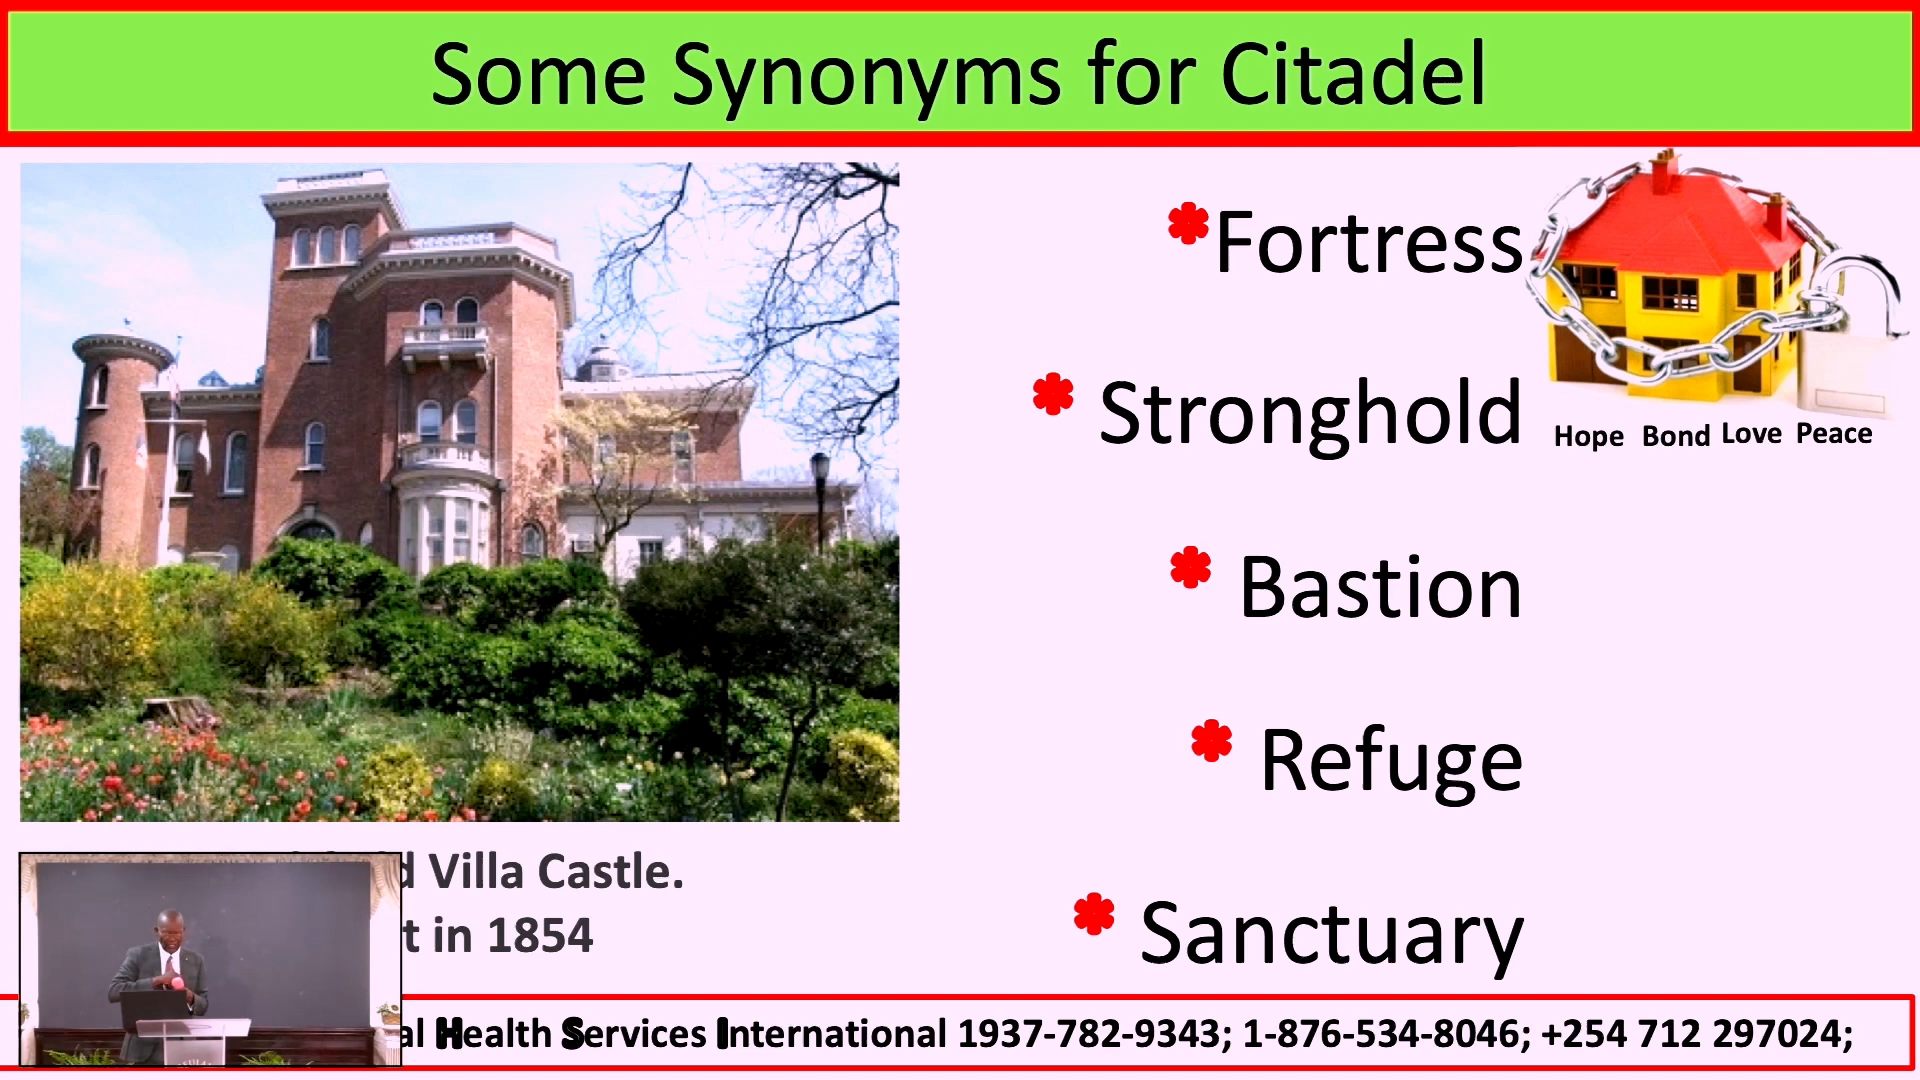 Some Synonyms for Citadel
*Fortress
* Stronghold
* Bastion
* Refuge
* Sanctuary
Hope Bond Love Peace
Villa Castle.
in 1854
Health Services International 1937-782-9343; 1-876-534-8046; +254 712 297024;